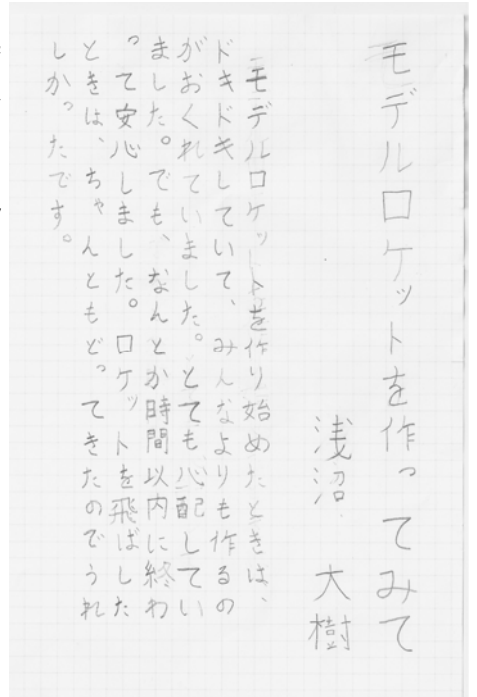 モデルロケットを作ってみて
浅沼 大樹
モデルロケットを作り始めたときは、
ドキドキしていて、みんなよりも作るの
がおくれていました。とても心配してい
ました。でも、なんとか時間以内に終わ
って安心しました。ロケットを飛ばした
ときは、ちゃんともどってきたのでうれ
しかったです。